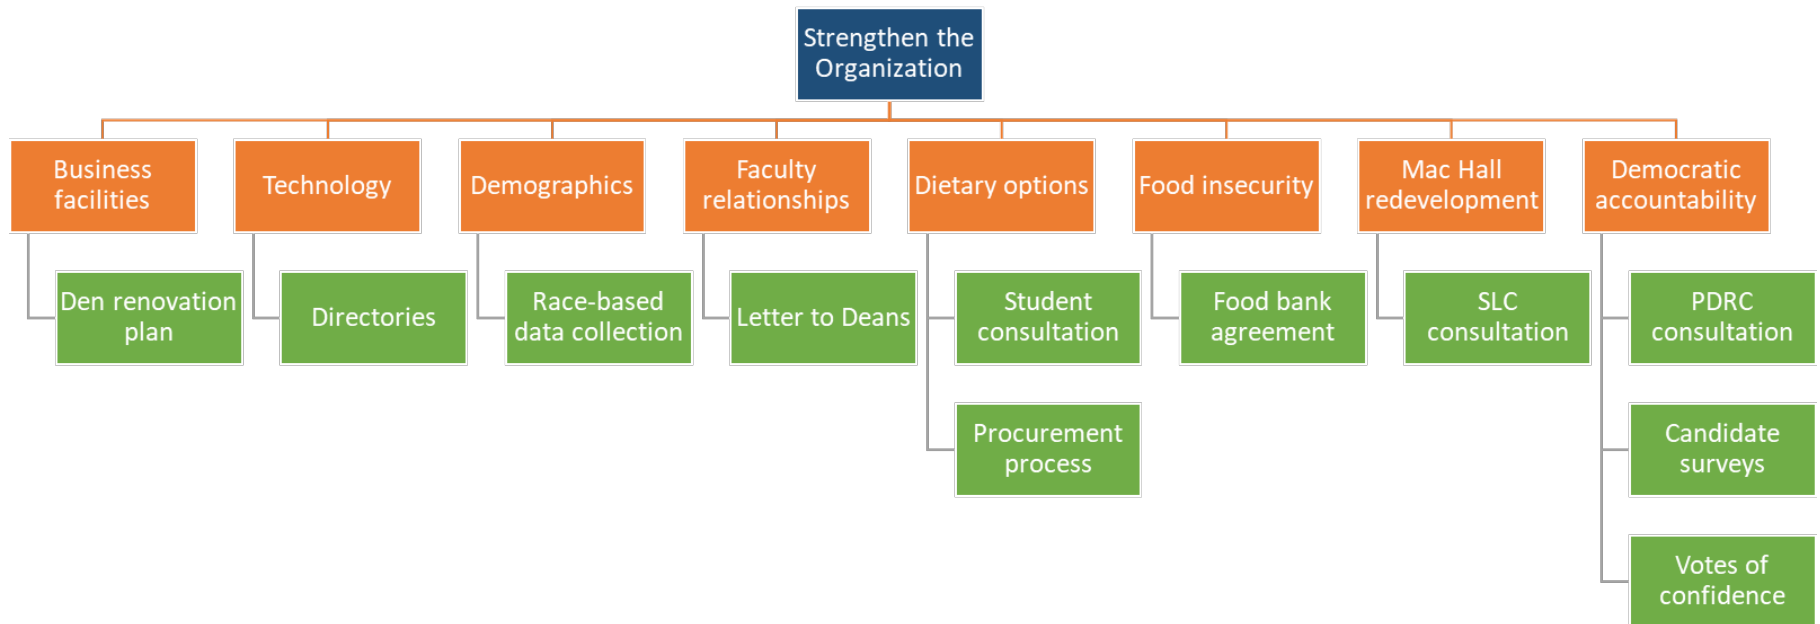 Strengthen the
Organization
Business
facilities
Technology
Demographics
Faculty
relationships
Dietary options
Food insecurity
Mac Hall
redevelopment
Democratic
accountability
Den renovation
plan
Directories
Race-based
data collection
Letter to Deans
Student
consultation
Food bank
agreement
SLC
consultation
PDRC
consultation
Procurement
process
Candidate
surveys
Votes of
confidence